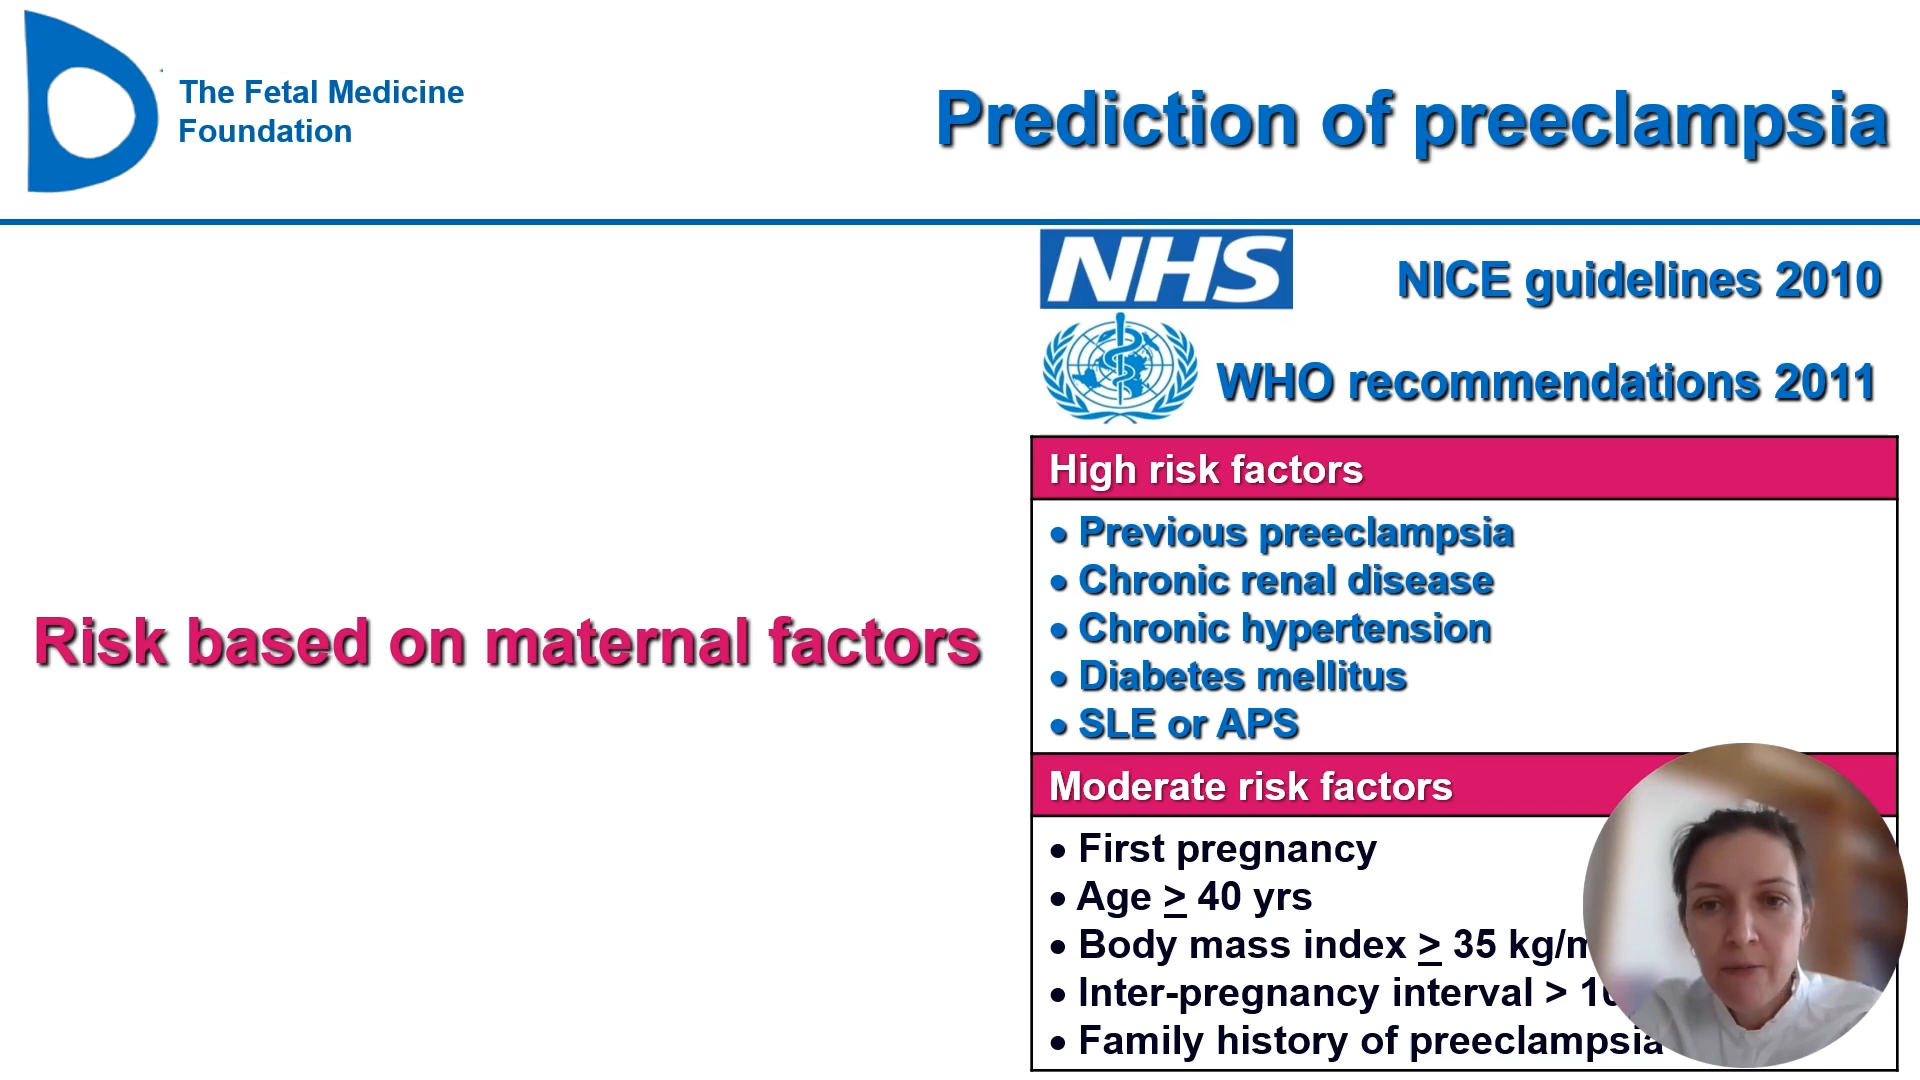 The Fetal Medicine
Foundation
Prediction of preeclampsia
NHS
NICE guidelines 2010
WHO recommendations 2011
Risk based on maternal factors
High risk factors
• Previous preeclampsia
• Chronic renal disease
• Chronic hypertension
• Diabetes mellitus
• SLE or APS
Moderate risk factors
• First pregnancy
• Age ≥ 40 yrs
• Body mass index ≥ 35
• Inter-pregnancy interval >
• Family history of preeclampsia